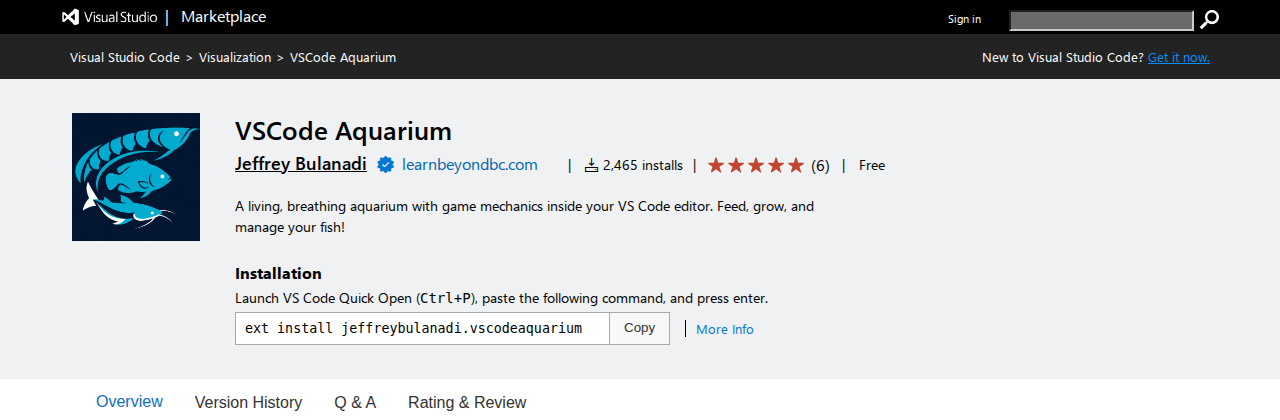 Visual Studio | Marketplace
Sign in
Visual Studio Code > Visualization > VSCode Aquarium
New to Visual Studio Code? Get it now.
VSCode Aquarium
Jeffrey Bulanadi learnbeyondbc.com | 2,465 installs | (6) | Free
A living, breathing aquarium with game mechanics inside your VS Code editor. Feed, grow, and
manage your fish!
Installation
Launch VS Code Quick Open (Ctrl+P), paste the following command, and press enter.
ext install jeffreybulanadi.vscodeaquarium Copy | More Info
Overview Version History Q & A Rating & Review